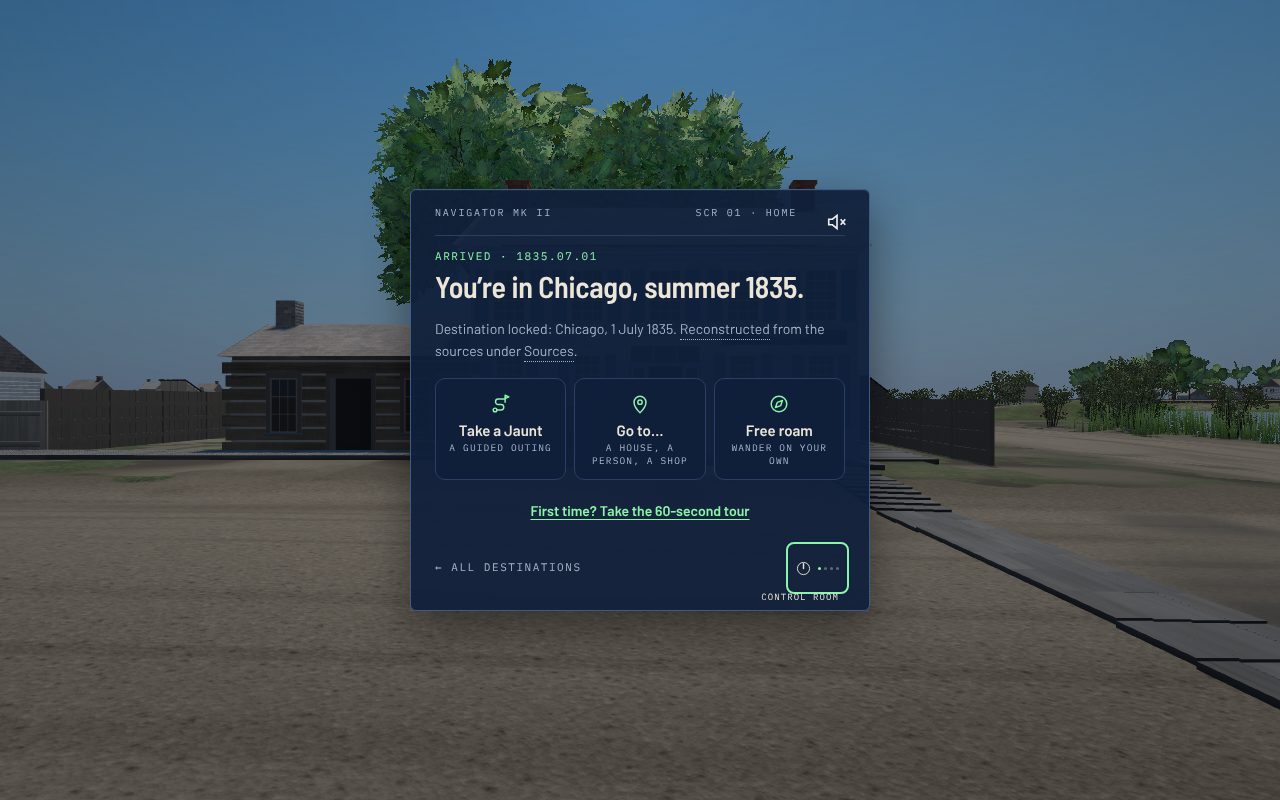 NAVIGATOR MK II
SCR 01 · HOME
ARRIVED · 1835.07.01
You’re in Chicago, summer 1835.
Destination locked: Chicago, 1 July 1835. Reconstructed from the
sources under Sources.
Take a Jaunt
A GUIDED OUTING
Go to…
A HOUSE, A
PERSON, A SHOP
Free roam
WANDER ON YOUR
OWN
First time? Take the 60-second tour
← ALL DESTINATIONS
CONTROL ROOM